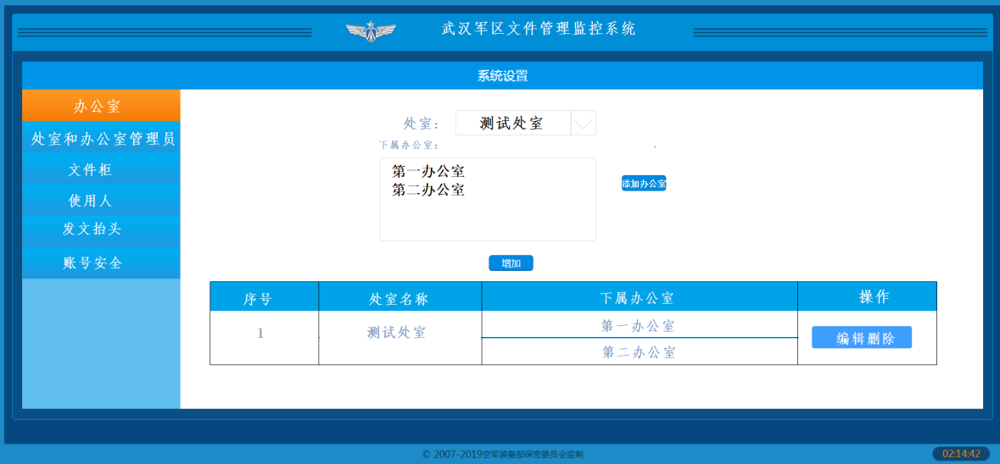 武汉军区文件管理监控系统
系统设置
办公室
处室和办公室管理员
文件柜
使用人
发文抬头
账号安全
处室：
测试处室
下属办公室：
第一办公室
第二办公室
添加办公室
增加
序号 处室名称 下属办公室 操作
1 测试处室 第一办公室 编辑删除
第二办公室
© 2007-2019空军装备部保密委员会监制
02:14:42